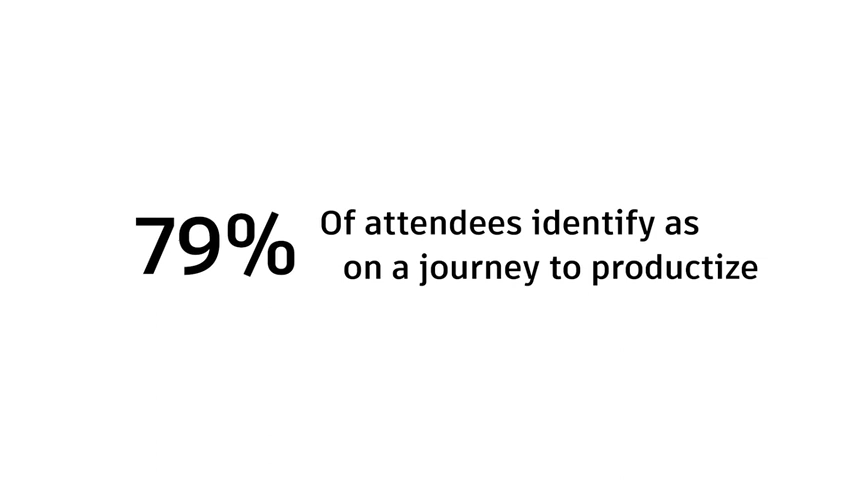 79%
Of attendees identify as
on a journey to productize